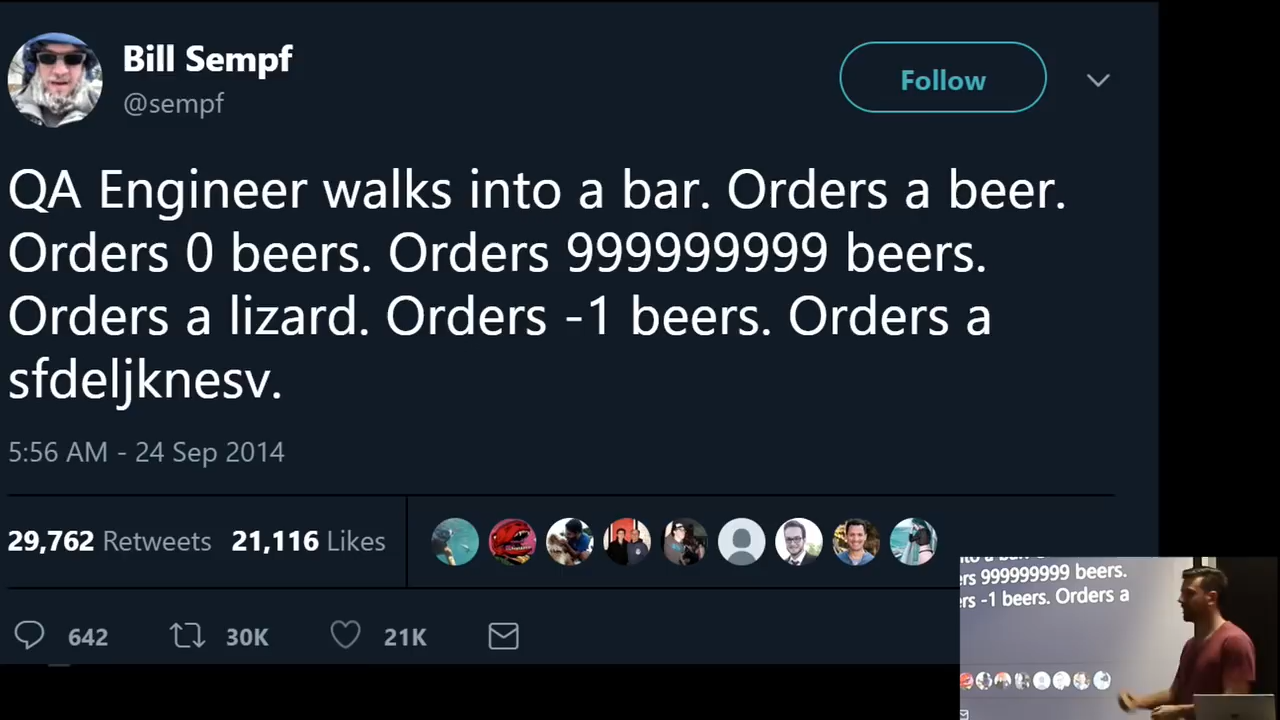 Bill Sempf
@sempf
Follow
QA Engineer walks into a bar. Orders a beer.
Orders 0 beers. Orders 999999999 beers.
Orders a lizard. Orders -1 beers. Orders a
sfdeljknesv.
5:56 AM - 24 Sep 2014
29,762 Retweets 21,116 Likes
642 30K 21K
999999999 beers.
-1 beers. Orders a